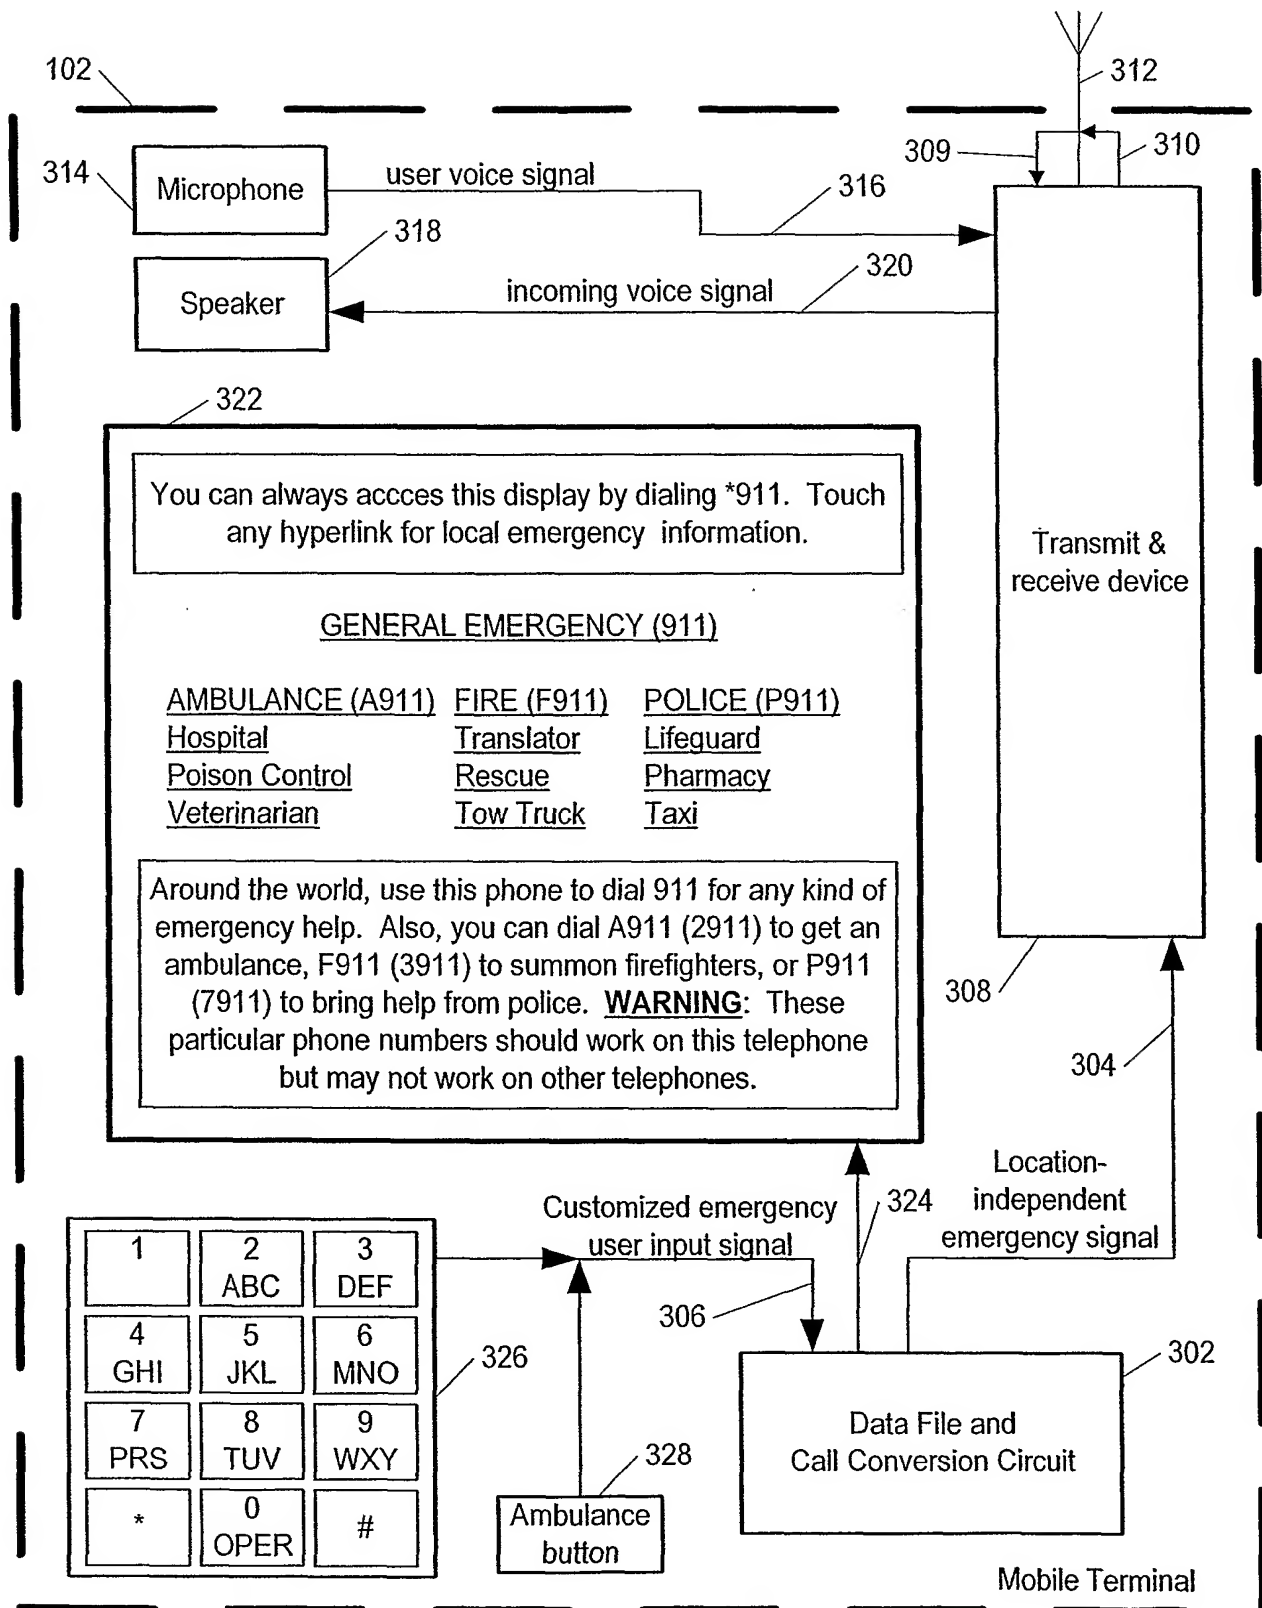 102
312
309
310
314
Microphone
user voice signal
316
318
Speaker
incoming voice signal
320
322
You can always accces this display by dialing *911. Touch
any hyperlink for local emergency information.
Transmit &
receive device
GENERAL EMERGENCY (911)
AMBULANCE (A911) FIRE (F911) POLICE (P911)
Hospital Translator Lifeguard
Poison Control Rescue Pharmacy
Veterinarian Tow Truck Taxi
Around the world, use this phone to dial 911 for any kind of
emergency help. Also, you can dial A911 (2911) to get an
ambulance, F911 (3911) to summon firefighters, or P911
(7911) to bring help from police. WARNING: These
particular phone numbers should work on this telephone
but may not work on other telephones.
308
304
Location-
independent
emergency signal
324
Customized emergency
user input signal
306
1 2 3
ABC DEF
4 5 6
GHI JKL MNO
7 8 9
PRS TUV WXY
* 0 #
OPER
326
302
Data File and
Call Conversion Circuit
328
Ambulance
button
Mobile Terminal